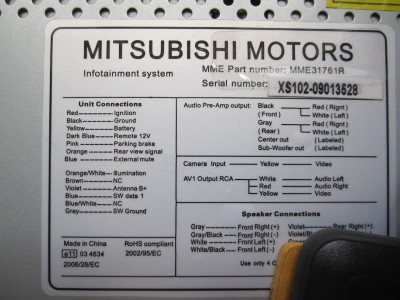 MITSUBISHI MOTORS
Infotainment system
MME Part number: MME31761R
Serial number:
XS102-09013528
Unit Connections
Red Ignition
Black Ground
Yellow Battery
Dark Blue Remote 12V
Pink Parking brake
Orange Rear view signal
Blue External mute
Orange/White Illumination
Brown NC
Violet Antenna B+
Blue SW data 1
Blue/White NC
Gray SW Ground
Audio Pre-Amp output: Black Red (Right)
(Front) White (Left)
Gray Red (Right)
(Rear) White (Left)
Center out (Labeled)
Sub-Woofer out (Labeled)
Camera Input Yellow Video
AV1 Output RCA White Audio Left
Red Audio Right
Yellow Video
Speaker Connections
Gray Front Right (+) Violet Rear Right (+)
Gray/Black Front Right (-) Violet/
White Front Left (+)
Front Left (-)
Use only 4
Made in China
e11 03 4634
2006/28/EC
RoHS compliant
2002/95/EC